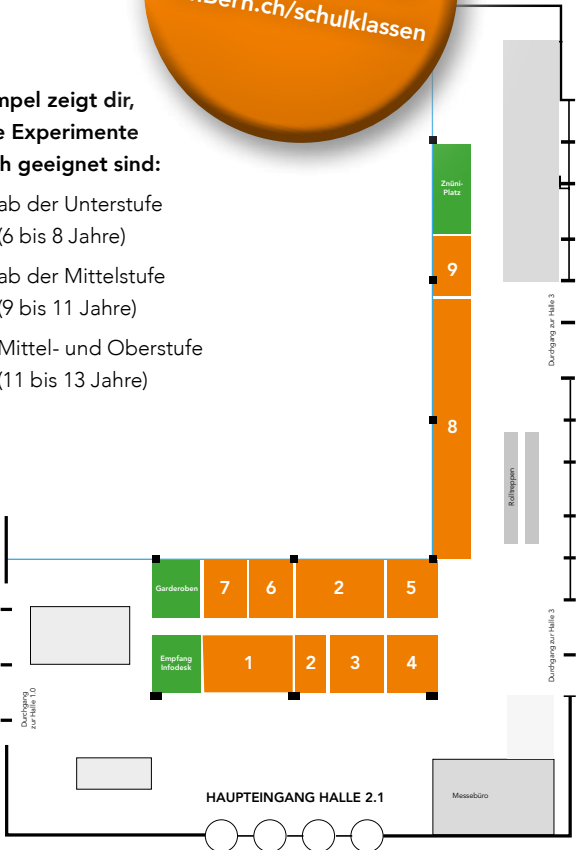 .Bern.ch/schulklassen
mpel zeigt dir,
e Experimente
h geeignet sind:
ab der Unterstufe
(6 bis 8 Jahre)
ab der Mittelstufe
(9 bis 11 Jahre)
Mittel- und Oberstufe
(11 bis 13 Jahre)
Znüni-
Platz
9
8
Durchgang zur Halle 3
Rolltreppen
Garderoben
7
6
2
5
Empfang
Infodesk
1
2
3
4
Durchgang zur Halle 3
Durchgang
zur Halle 1.0
HAUPTEINGANG HALLE 2.1
Messebüro